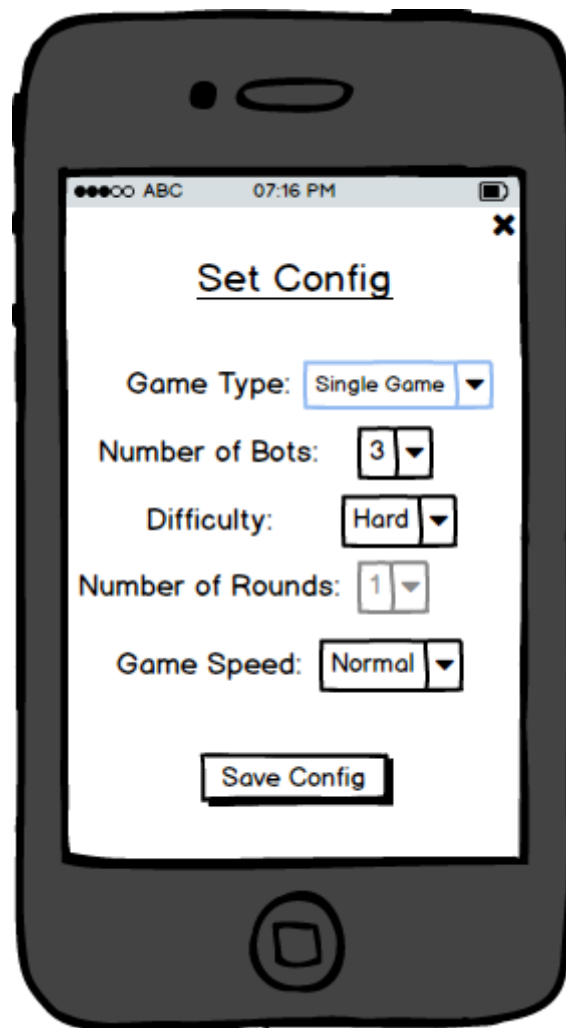 ABC 07:16 PM
Set Config
Game Type: Single Game
Number of Bots: 3
Difficulty: Hard
Number of Rounds: 1
Game Speed: Normal
Save Config